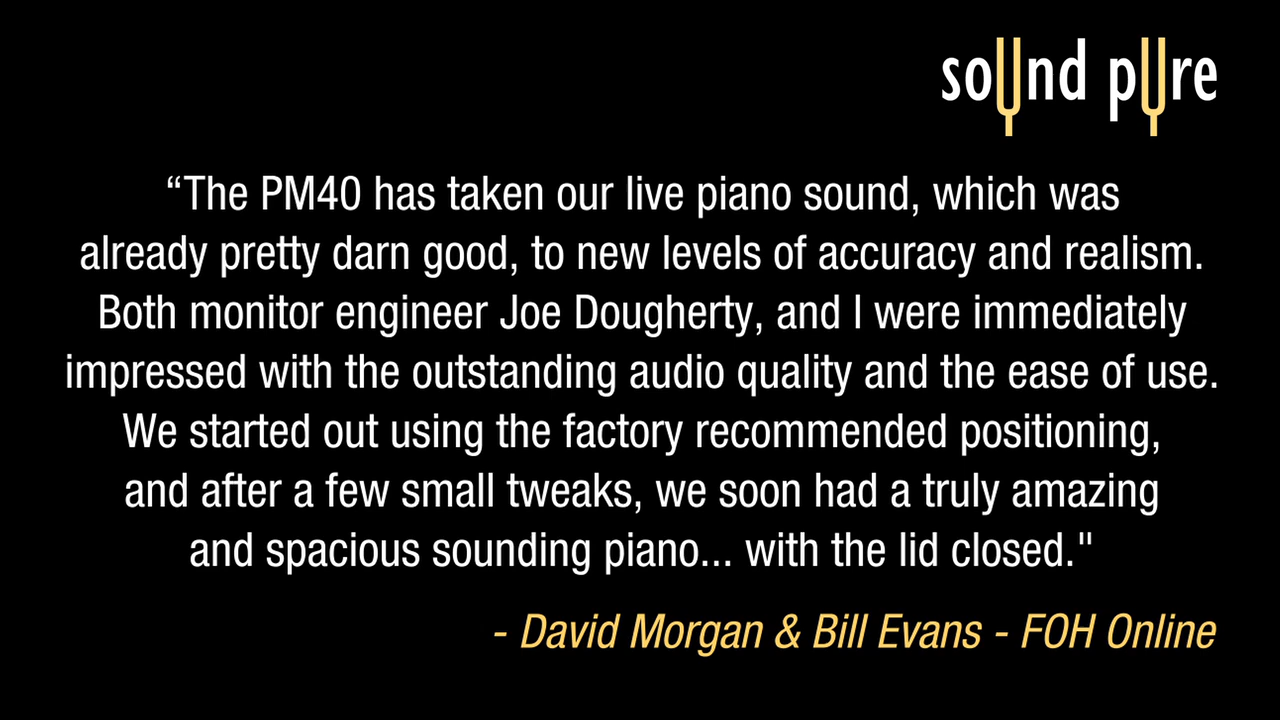 sound pure
“The PM40 has taken our live piano sound, which was
already pretty darn good, to new levels of accuracy and realism.
Both monitor engineer Joe Dougherty, and I were immediately
impressed with the outstanding audio quality and the ease of use.
We started out using the factory recommended positioning,
and after a few small tweaks, we soon had a truly amazing
and spacious sounding piano... with the lid closed."
- David Morgan & Bill Evans - FOH Online